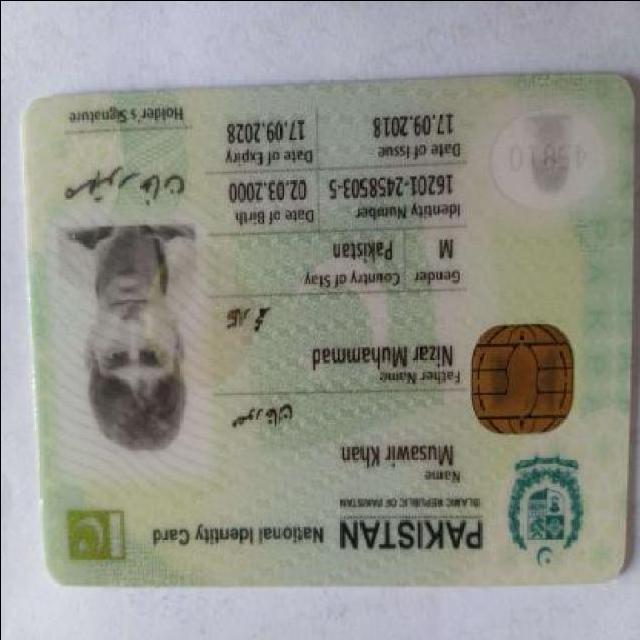 PAKISTAN National Identity Card
ISLAMIC REPUBLIC OF PAKISTAN
Name
Musawir Khan
مصور خان
Father Name
Nizar Muhammad
Gender Country of Stay
M Pakistan
Identity Number Date of Birth
16201-2458503-5 02.03.2000
Date of Issue Date of Expiry
17.09.2018 17.09.2028
Holder's Signature